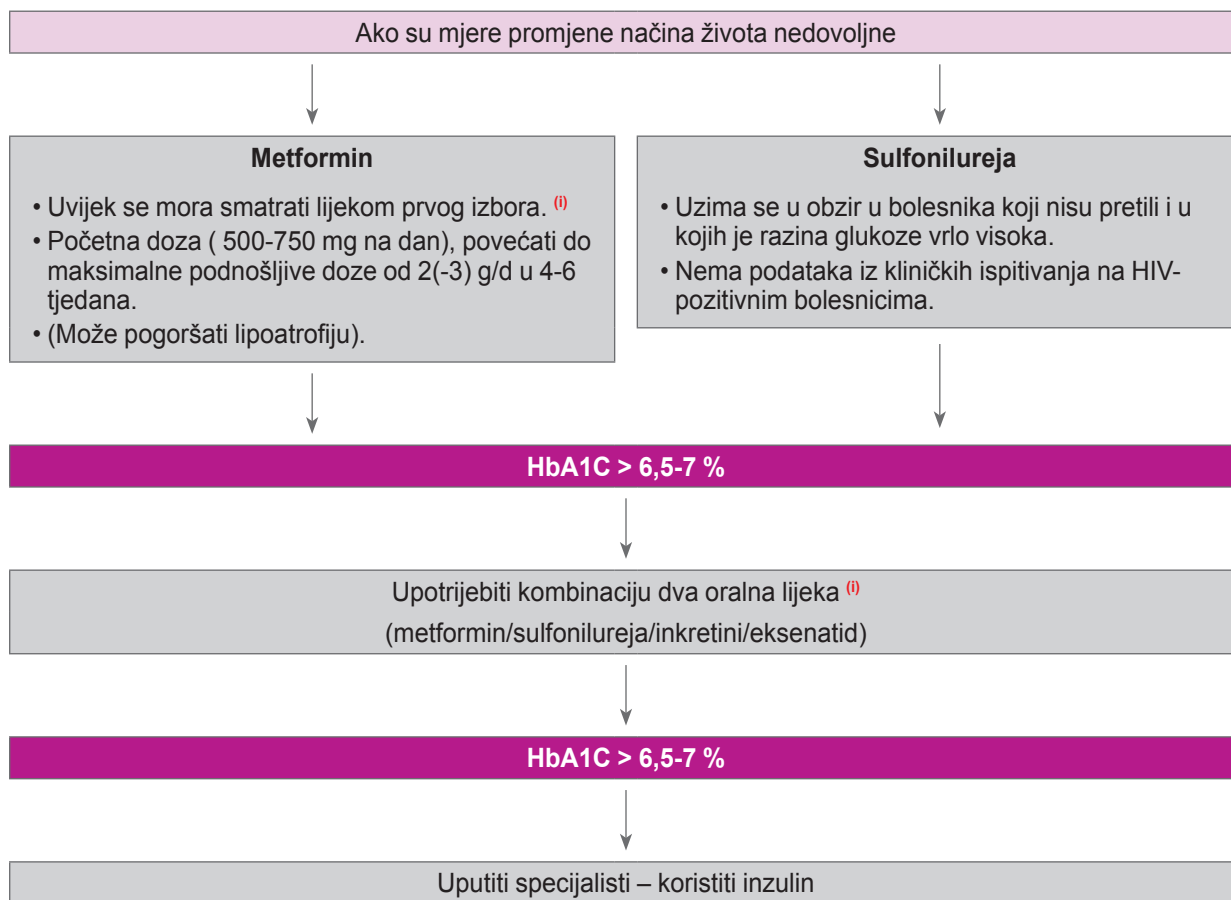 Ako su mjere promjene načina života nedovoljne
Metformin
• Uvijek se mora smatrati lijekom prvog izbora. (i)
• Početna doza ( 500-750 mg na dan), povećati do
maksimalne podnošljive doze od 2(-3) g/d u 4-6
tjedana.
• (Može pogoršati lipoatrofiju).
Sulfonilureja
• Uzima se u obzir u bolesnika koji nisu pretili i u
kojih je razina glukoze vrlo visoka.
• Nema podataka iz kliničkih ispitivanja na HIV-
pozitivnim bolesnicima.
HbA1C > 6,5-7 %
Upotrijebiti kombinaciju dva oralna lijeka (i)
(metformin/sulfonilureja/inkretini/eksenatid)
HbA1C > 6,5-7 %
Uputiti specijalisti – koristiti inzulin